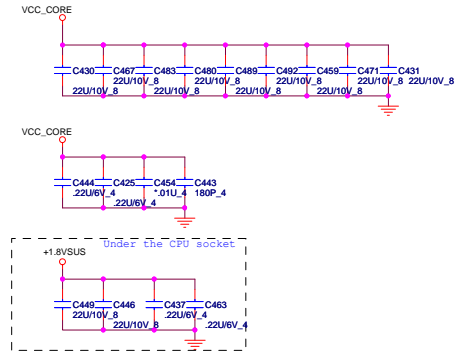 VCC_CORE
C430 C467 C483 C480 C489 C492 C459 C471 C431
22U/10V_8 22U/10V_8 22U/10V_8 22U/10V_8 22U/10V_8
22U/10V_8 22U/10V_8 22U/10V_8 22U/10V_8
VCC_CORE
C444 C425 C454 C443
.22U/6V_4 *.01U_4 180P_4
.22U/6V_4
Under the CPU socket
+1.8VSUS
C449 C446 C437 C463
22U/10V_8 .22U/6V_4
22U/10V_8 .22U/6V_4